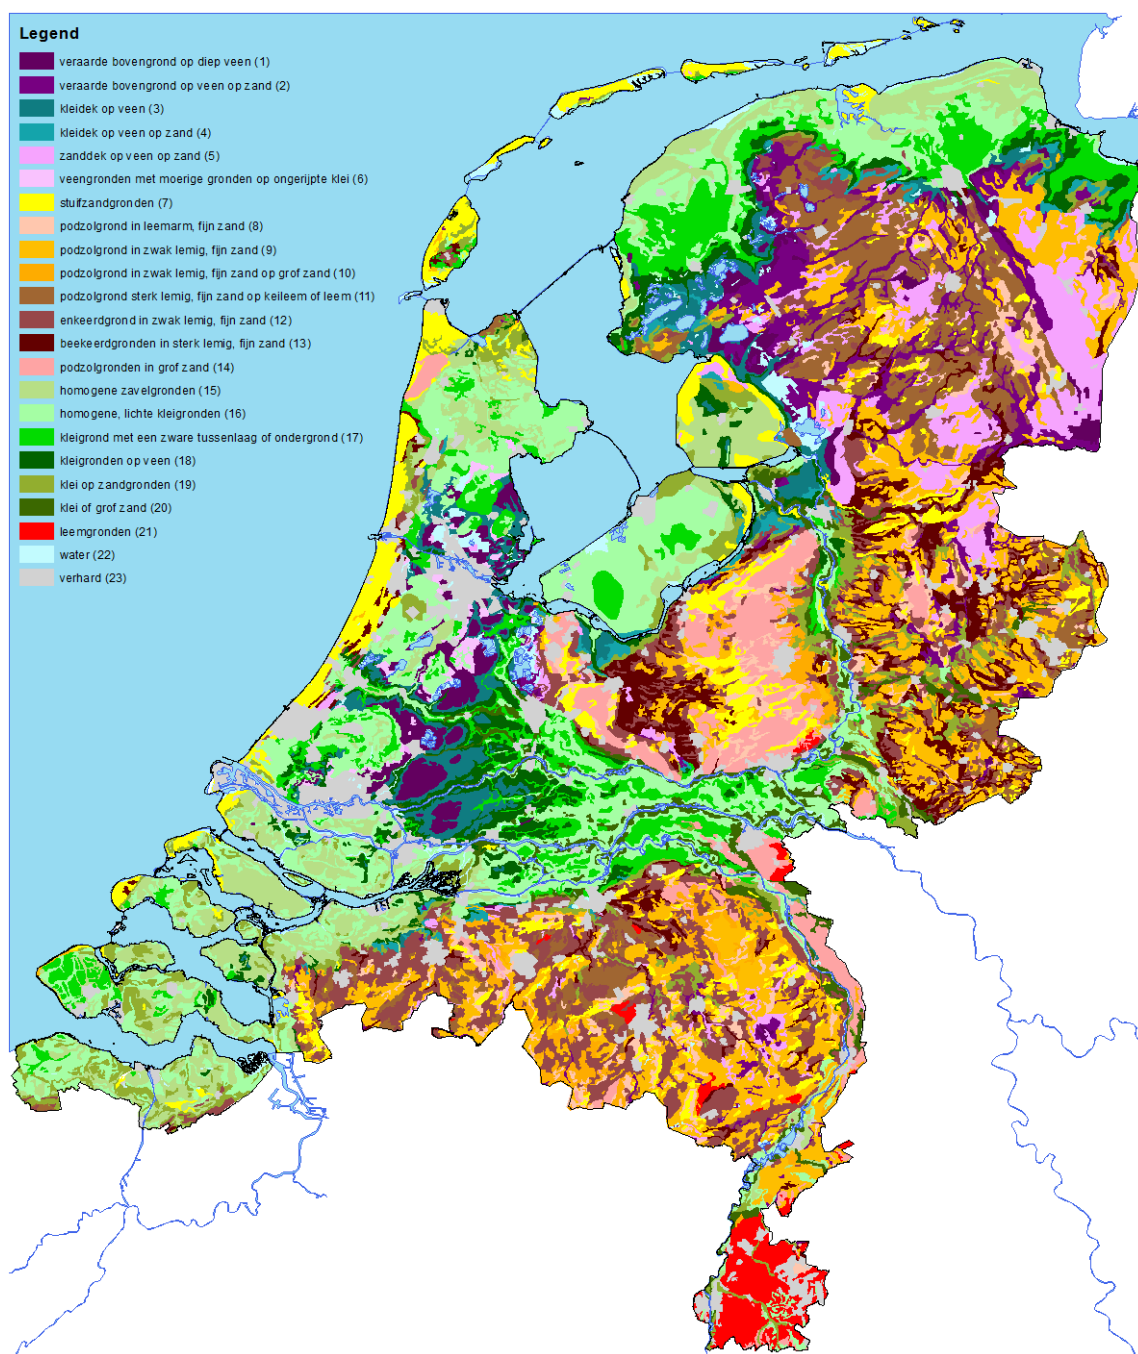 Legend
veraarde bovengrond op diep veen (1)
veraarde bovengrond op veen op zand (2)
kleidek op veen (3)
kleidek op veen op zand (4)
zanddek op veen op zand (5)
veengronden met moerige gronden op ongerijpte klei (6)
stuifzandgronden (7)
podzolgrond in leemarm, fijn zand (8)
podzolgrond in zwak lemig, fijn zand (9)
podzolgrond in zwak lemig, fijn zand op grof zand (10)
podzolgrond sterk lemig, fijn zand op keileem of leem (11)
enkeerdgrond in zwak lemig, fijn zand (12)
beekeerdgronden in sterk lemig, fijn zand (13)
podzolgronden in grof zand (14)
homogene zavelgronden (15)
homogene, lichte kleigronden (16)
kleigrond met een zware tussenlaag of ondergrond (17)
kleigronden op veen (18)
klei op zandgronden (19)
klei of grof zand (20)
leemgronden (21)
water (22)
verhard (23)